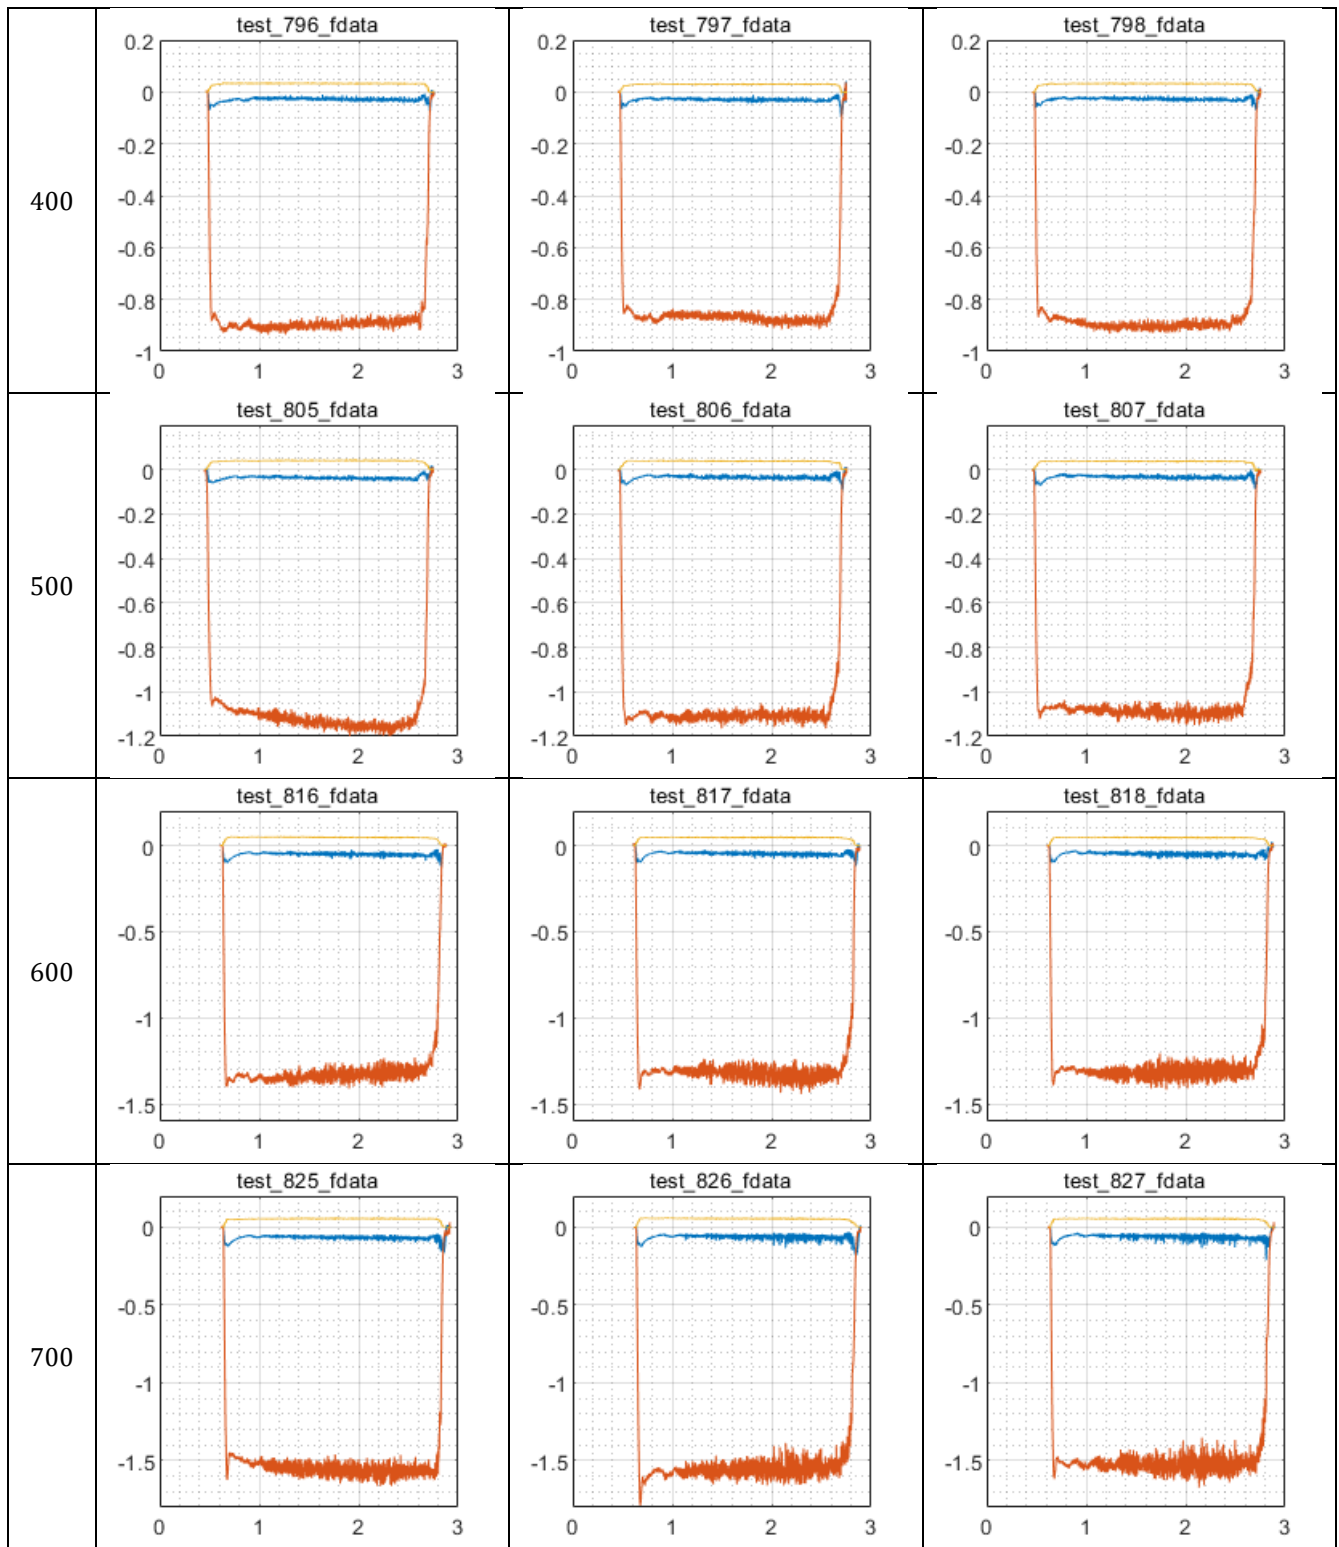 test_796_fdata test_797_fdata test_798_fdata
0.2 0.2 0.2
0 0 0
-0.2 -0.2 -0.2
400 -0.4 -0.4 -0.4
-0.6 -0.6 -0.6
-0.8 -0.8 -0.8
-1 -1 -1
0 1 2 3 0 1 2 3 0 1 2 3
test_805_fdata test_806_fdata test_807_fdata
0 0 0
-0.2 -0.2 -0.2
-0.4 -0.4 -0.4
500 -0.6 -0.6 -0.6
-0.8 -0.8 -0.8
-1 -1 -1
-1.2 -1.2 -1.2
0 1 2 3 0 1 2 3 0 1 2 3
test_816_fdata test_817_fdata test_818_fdata
0 0 0
-0.5 -0.5 -0.5
600
-1 -1 -1
-1.5 -1.5 -1.5
0 1 2 3 0 1 2 3 0 1 2 3
test_825_fdata test_826_fdata test_827_fdata
0 0 0
-0.5 -0.5 -0.5
700
-1 -1 -1
-1.5 -1.5 -1.5
0 1 2 3 0 1 2 3 0 1 2 3